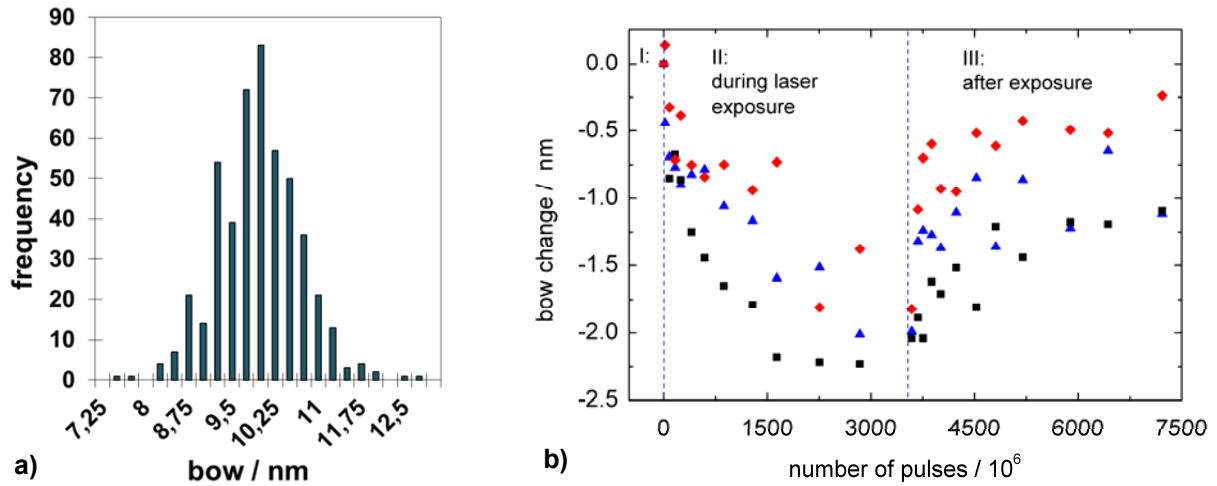 90
80
70
60
50
40
30
20
10
0
frequency
7,25
8
8,75
9,5
10,25
11
11,75
12,5
bow / nm
a)
I:
II:
during laser
exposure
III:
after exposure
0.0
-0.5
-1.0
-1.5
-2.0
-2.5
bow change / nm
0 1500 3000 4500 6000 7500
number of pulses / 10⁶
b)